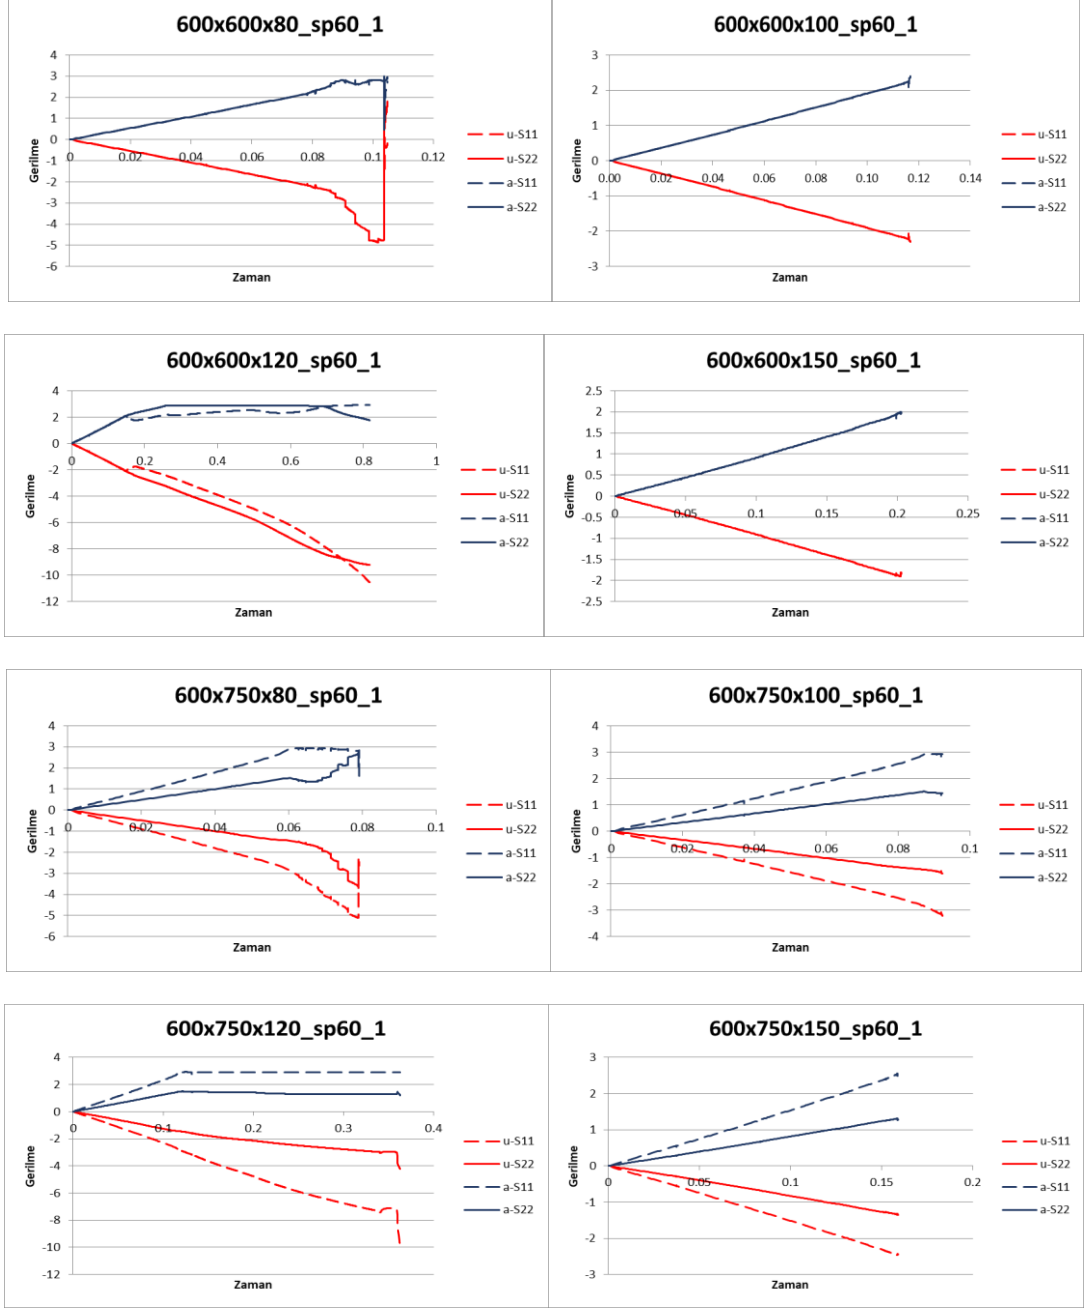 600x600x80_sp60_1
4
3
2
1
0
-1
-2
-3
-4
-5
-6
0 0.02 0.04 0.06 0.08 0.1 0.12
Gerilme
Zaman
u-S11
u-S22
a-S11
a-S22
600x600x100_sp60_1
3
2
1
0
-1
-2
-3
0.00 0.02 0.04 0.06 0.08 0.10 0.12 0.14
Gerilme
Zaman
u-S11
u-S22
a-S11
a-S22
600x600x120_sp60_1
4
2
0
-2
-4
-6
-8
-10
-12
0 0.2 0.4 0.6 0.8 1
Gerilme
Zaman
u-S11
u-S22
a-S11
a-S22
600x600x150_sp60_1
2.5
2
1.5
1
0.5
0
-0.5
-1
-1.5
-2
-2.5
0 0.05 0.1 0.15 0.2 0.25
Gerilme
Zaman
u-S11
u-S22
a-S11
a-S22
600x750x80_sp60_1
4
3
2
1
0
-1
-2
-3
-4
-5
-6
0 0.02 0.04 0.06 0.08 0.1
Gerilme
Zaman
u-S11
u-S22
a-S11
a-S22
600x750x100_sp60_1
4
3
2
1
0
-1
-2
-3
-4
0 0.02 0.04 0.06 0.08 0.1
Gerilme
Zaman
u-S11
u-S22
a-S11
a-S22
600x750x120_sp60_1
4
2
0
-2
-4
-6
-8
-10
-12
0 0.1 0.2 0.3 0.4
Gerilme
Zaman
u-S11
u-S22
a-S11
a-S22
600x750x150_sp60_1
3
2
1
0
-1
-2
-3
0 0.05 0.1 0.15 0.2
Gerilme
Zaman
u-S11
u-S22
a-S11
a-S22